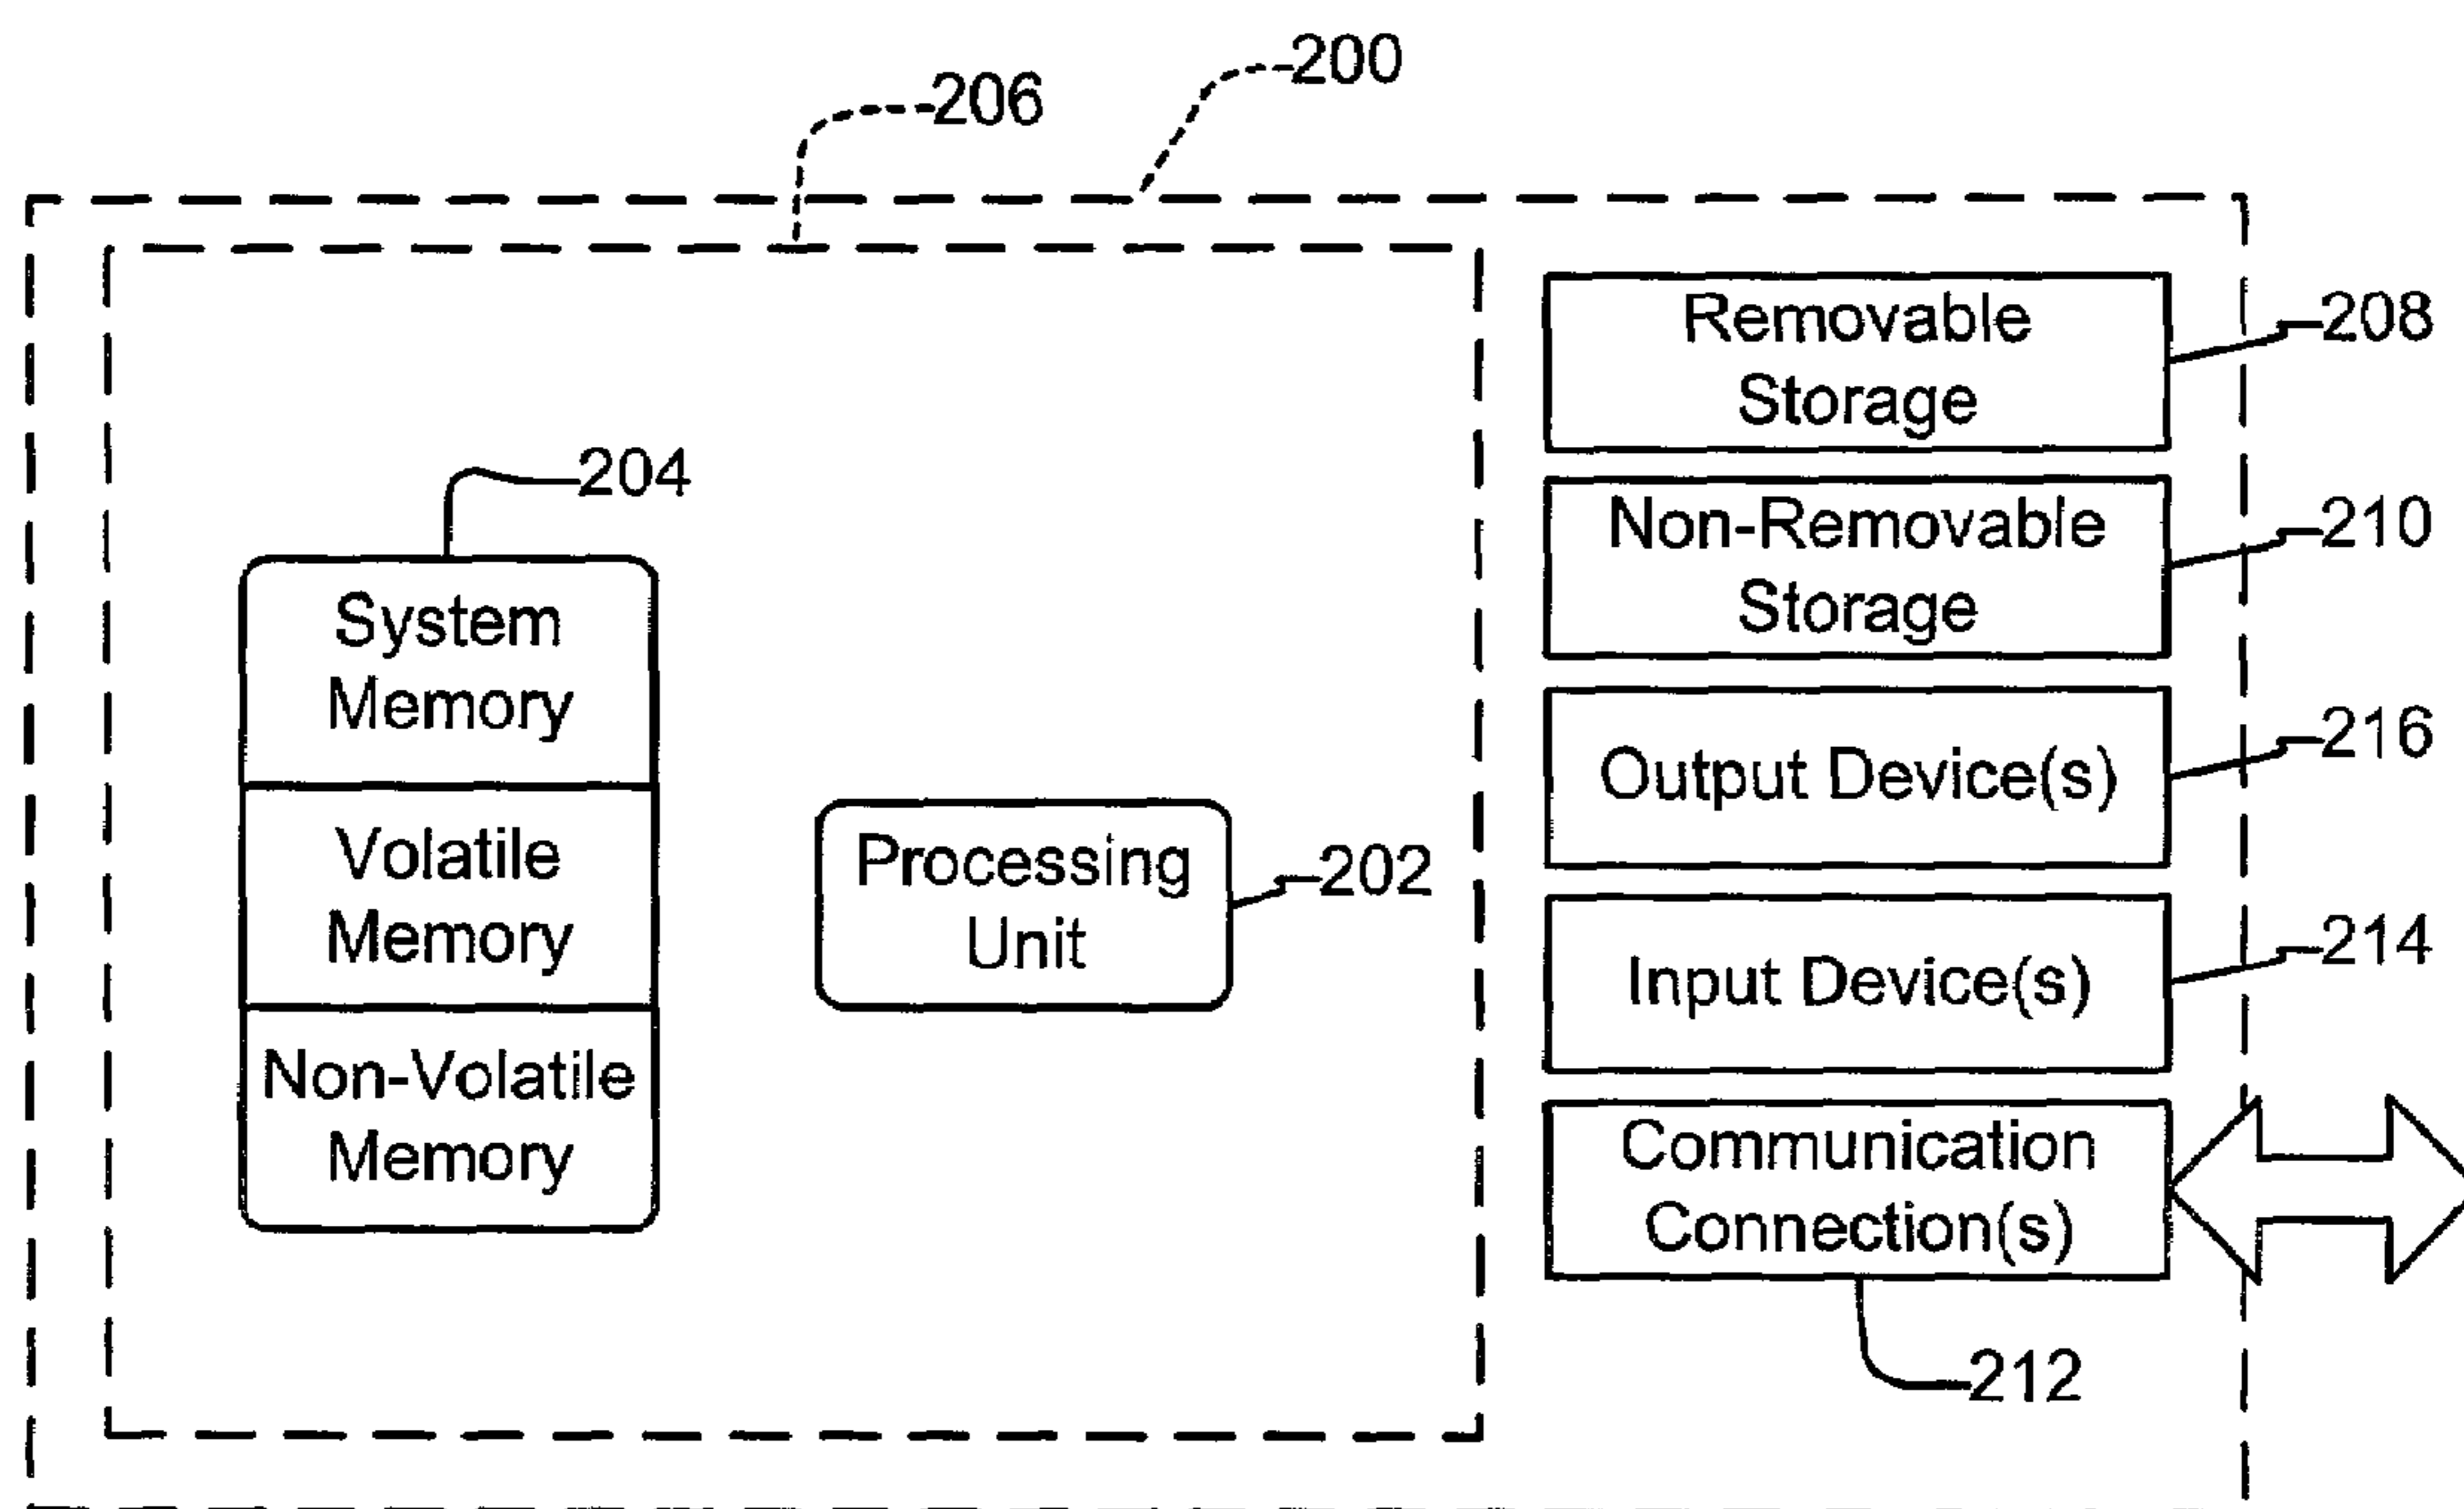 200
206
Removable
Storage
208
Non-Removable
Storage
210
204
System
Memory
Output Device(s)
216
Volatile
Memory
Processing
Unit
202
Input Device(s)
214
Non-Volatile
Memory
Communication
Connection(s)
212